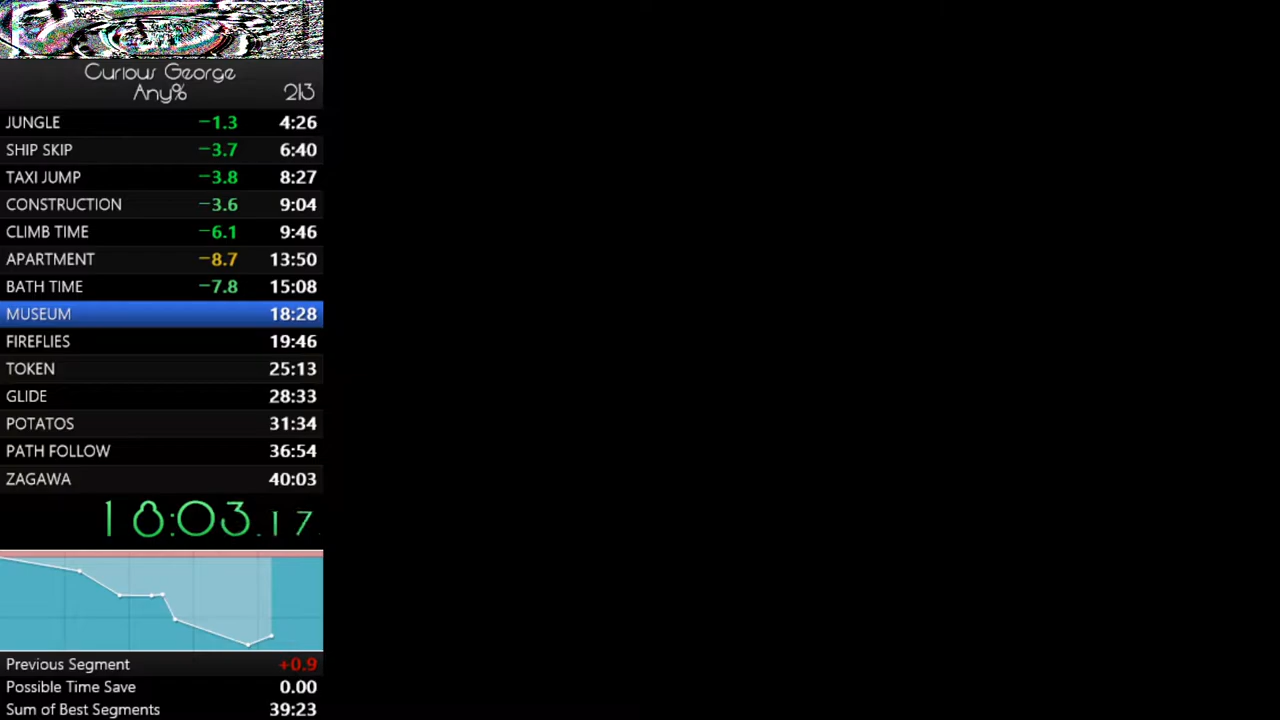 Curious George
Any% 213
JUNGLE −1.3 4:26
SHIP SKIP −3.7 6:40
TAXI JUMP −3.8 8:27
CONSTRUCTION −3.6 9:04
CLIMB TIME −6.1 9:46
APARTMENT −8.7 13:50
BATH TIME −7.8 15:08
MUSEUM 18:28
FIREFLIES 19:46
TOKEN 25:13
GLIDE 28:33
POTATOS 31:34
PATH FOLLOW 36:54
ZAGAWA 40:03
18:03.17
Previous Segment +0.9
Possible Time Save 0.00
Sum of Best Segments 39:23